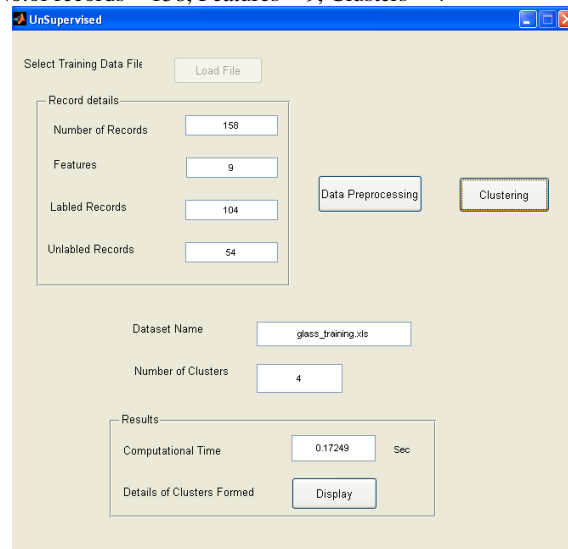 UnSupervised
Select Training Data File
Load File
Record details
Number of Records 158
Features 9
Labled Records 104
Unlabled Records 54
Data Preprocessing
Clustering
Dataset Name glass_training.xls
Number of Clusters 4
Results
Computational Time 0.17249 Sec
Details of Clusters Formed Display